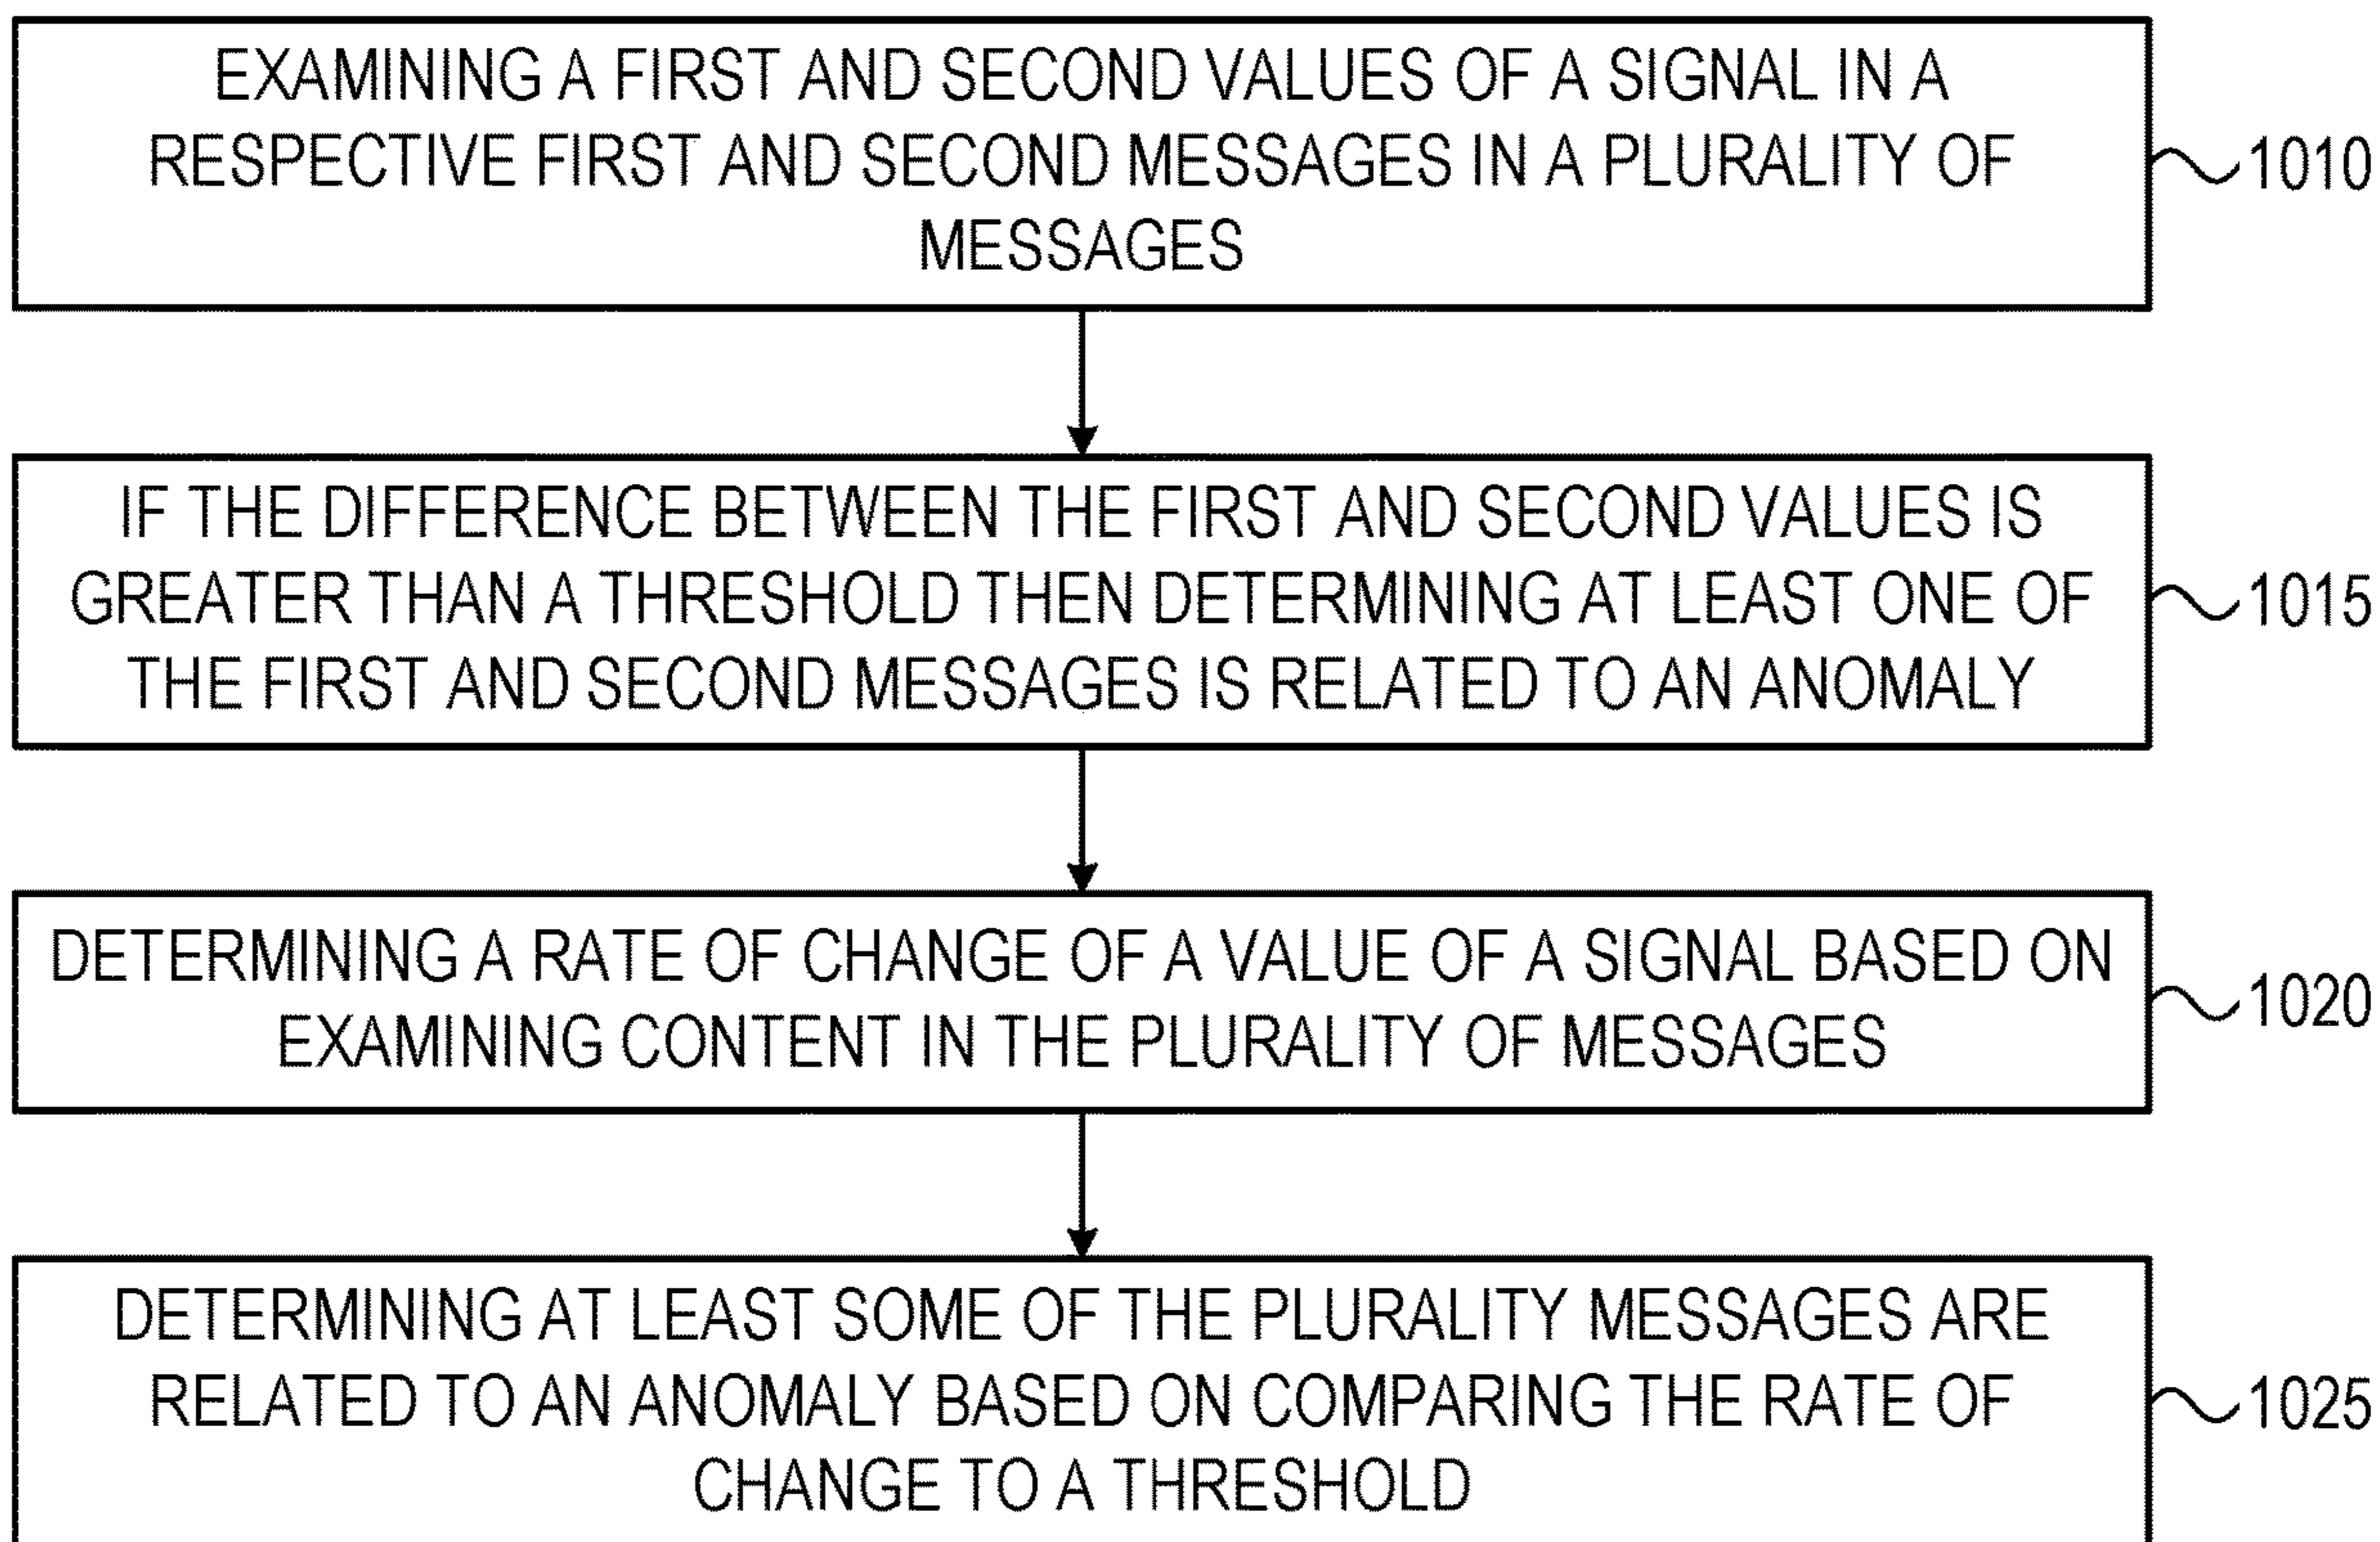 EXAMINING A FIRST AND SECOND VALUES OF A SIGNAL IN A
RESPECTIVE FIRST AND SECOND MESSAGES IN A PLURALITY OF
MESSAGES
1010
IF THE DIFFERENCE BETWEEN THE FIRST AND SECOND VALUES IS
GREATER THAN A THRESHOLD THEN DETERMINING AT LEAST ONE OF
THE FIRST AND SECOND MESSAGES IS RELATED TO AN ANOMALY
1015
DETERMINING A RATE OF CHANGE OF A VALUE OF A SIGNAL BASED ON
EXAMINING CONTENT IN THE PLURALITY OF MESSAGES
1020
DETERMINING AT LEAST SOME OF THE PLURALITY MESSAGES ARE
RELATED TO AN ANOMALY BASED ON COMPARING THE RATE OF
CHANGE TO A THRESHOLD
1025